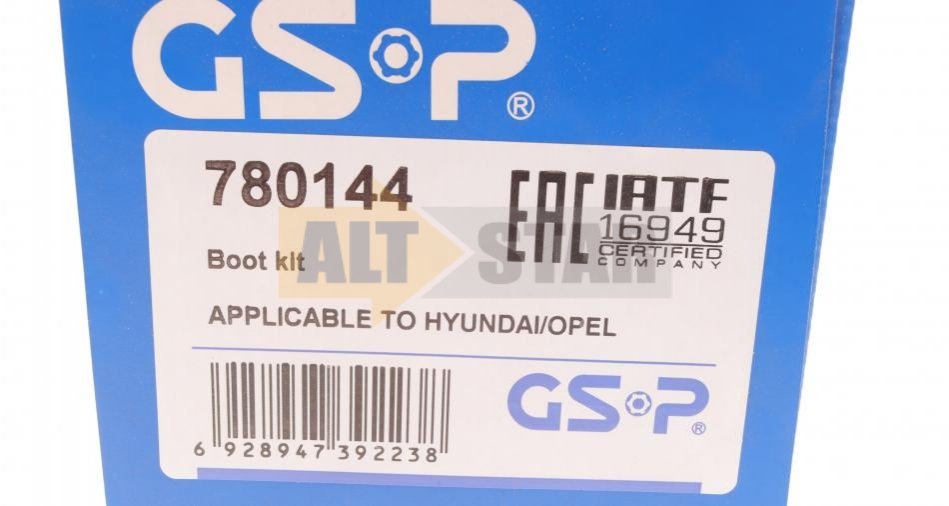 GSP®
780144
EAC IATF
16949
CERTIFIED
COMPANY
ALT STAR
Boot kit
APPLICABLE TO HYUNDAI/OPEL
GSP®
6 928947 392238